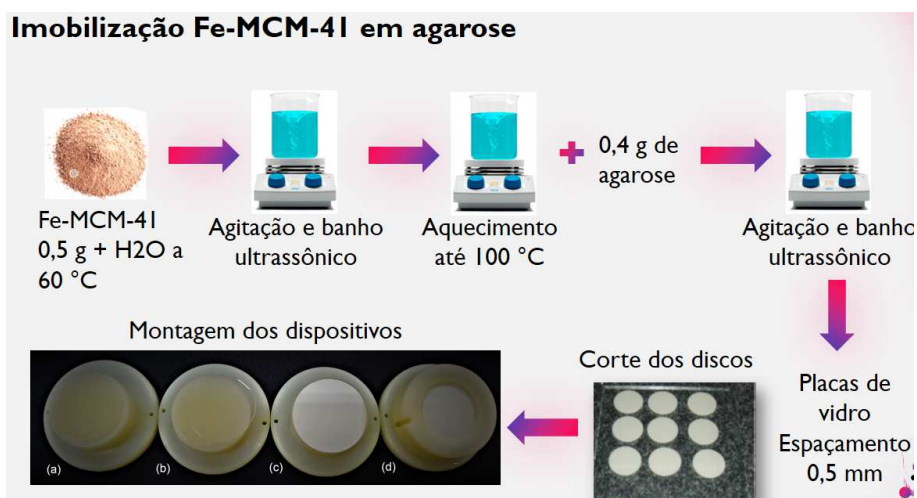 Imobilização Fe-MCM-41 em agarose
Fe-MCM-41
0,5 g + H2O a
60 °C
Agitação e banho
ultrassônico
Aquecimento
até 100 °C
0,4 g de
agarose
Agitação e banho
ultrassônico
Placas de
vidro
Espaçamento
0,5 mm
Corte dos discos
Montagem dos dispositivos
(a)
(b)
(c)
(d)